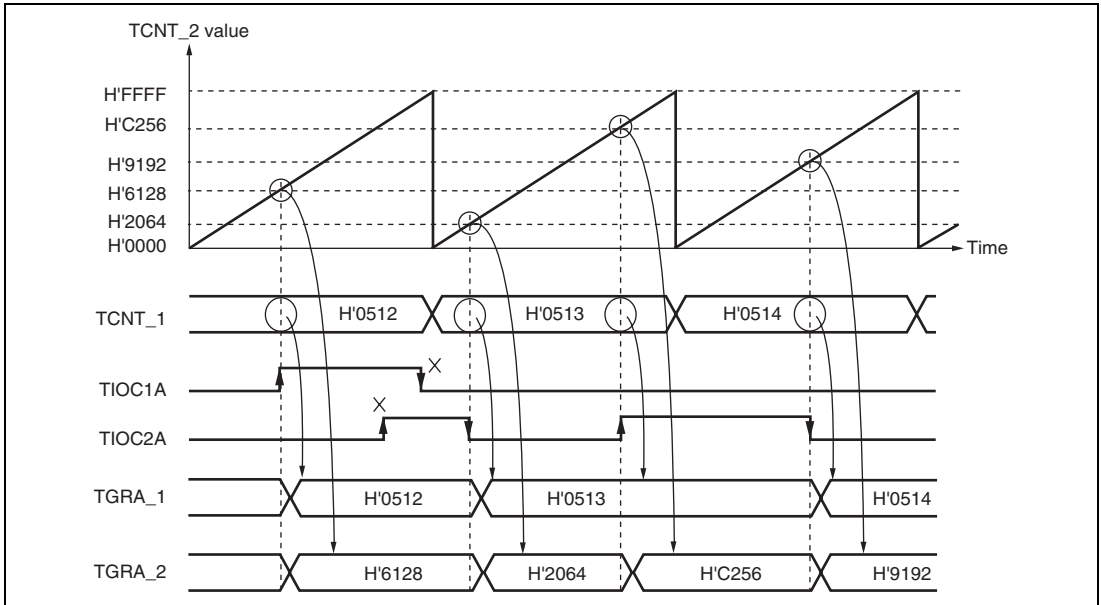 TCNT_2 value
H'FFFF
H'C256
H'9192
H'6128
H'2064
H'0000
Time
TCNT_1 H'0512 H'0513 H'0514
TIOC1A
TIOC2A
TGRA_1 H'0512 H'0513 H'0514
TGRA_2 H'6128 H'2064 H'C256 H'9192